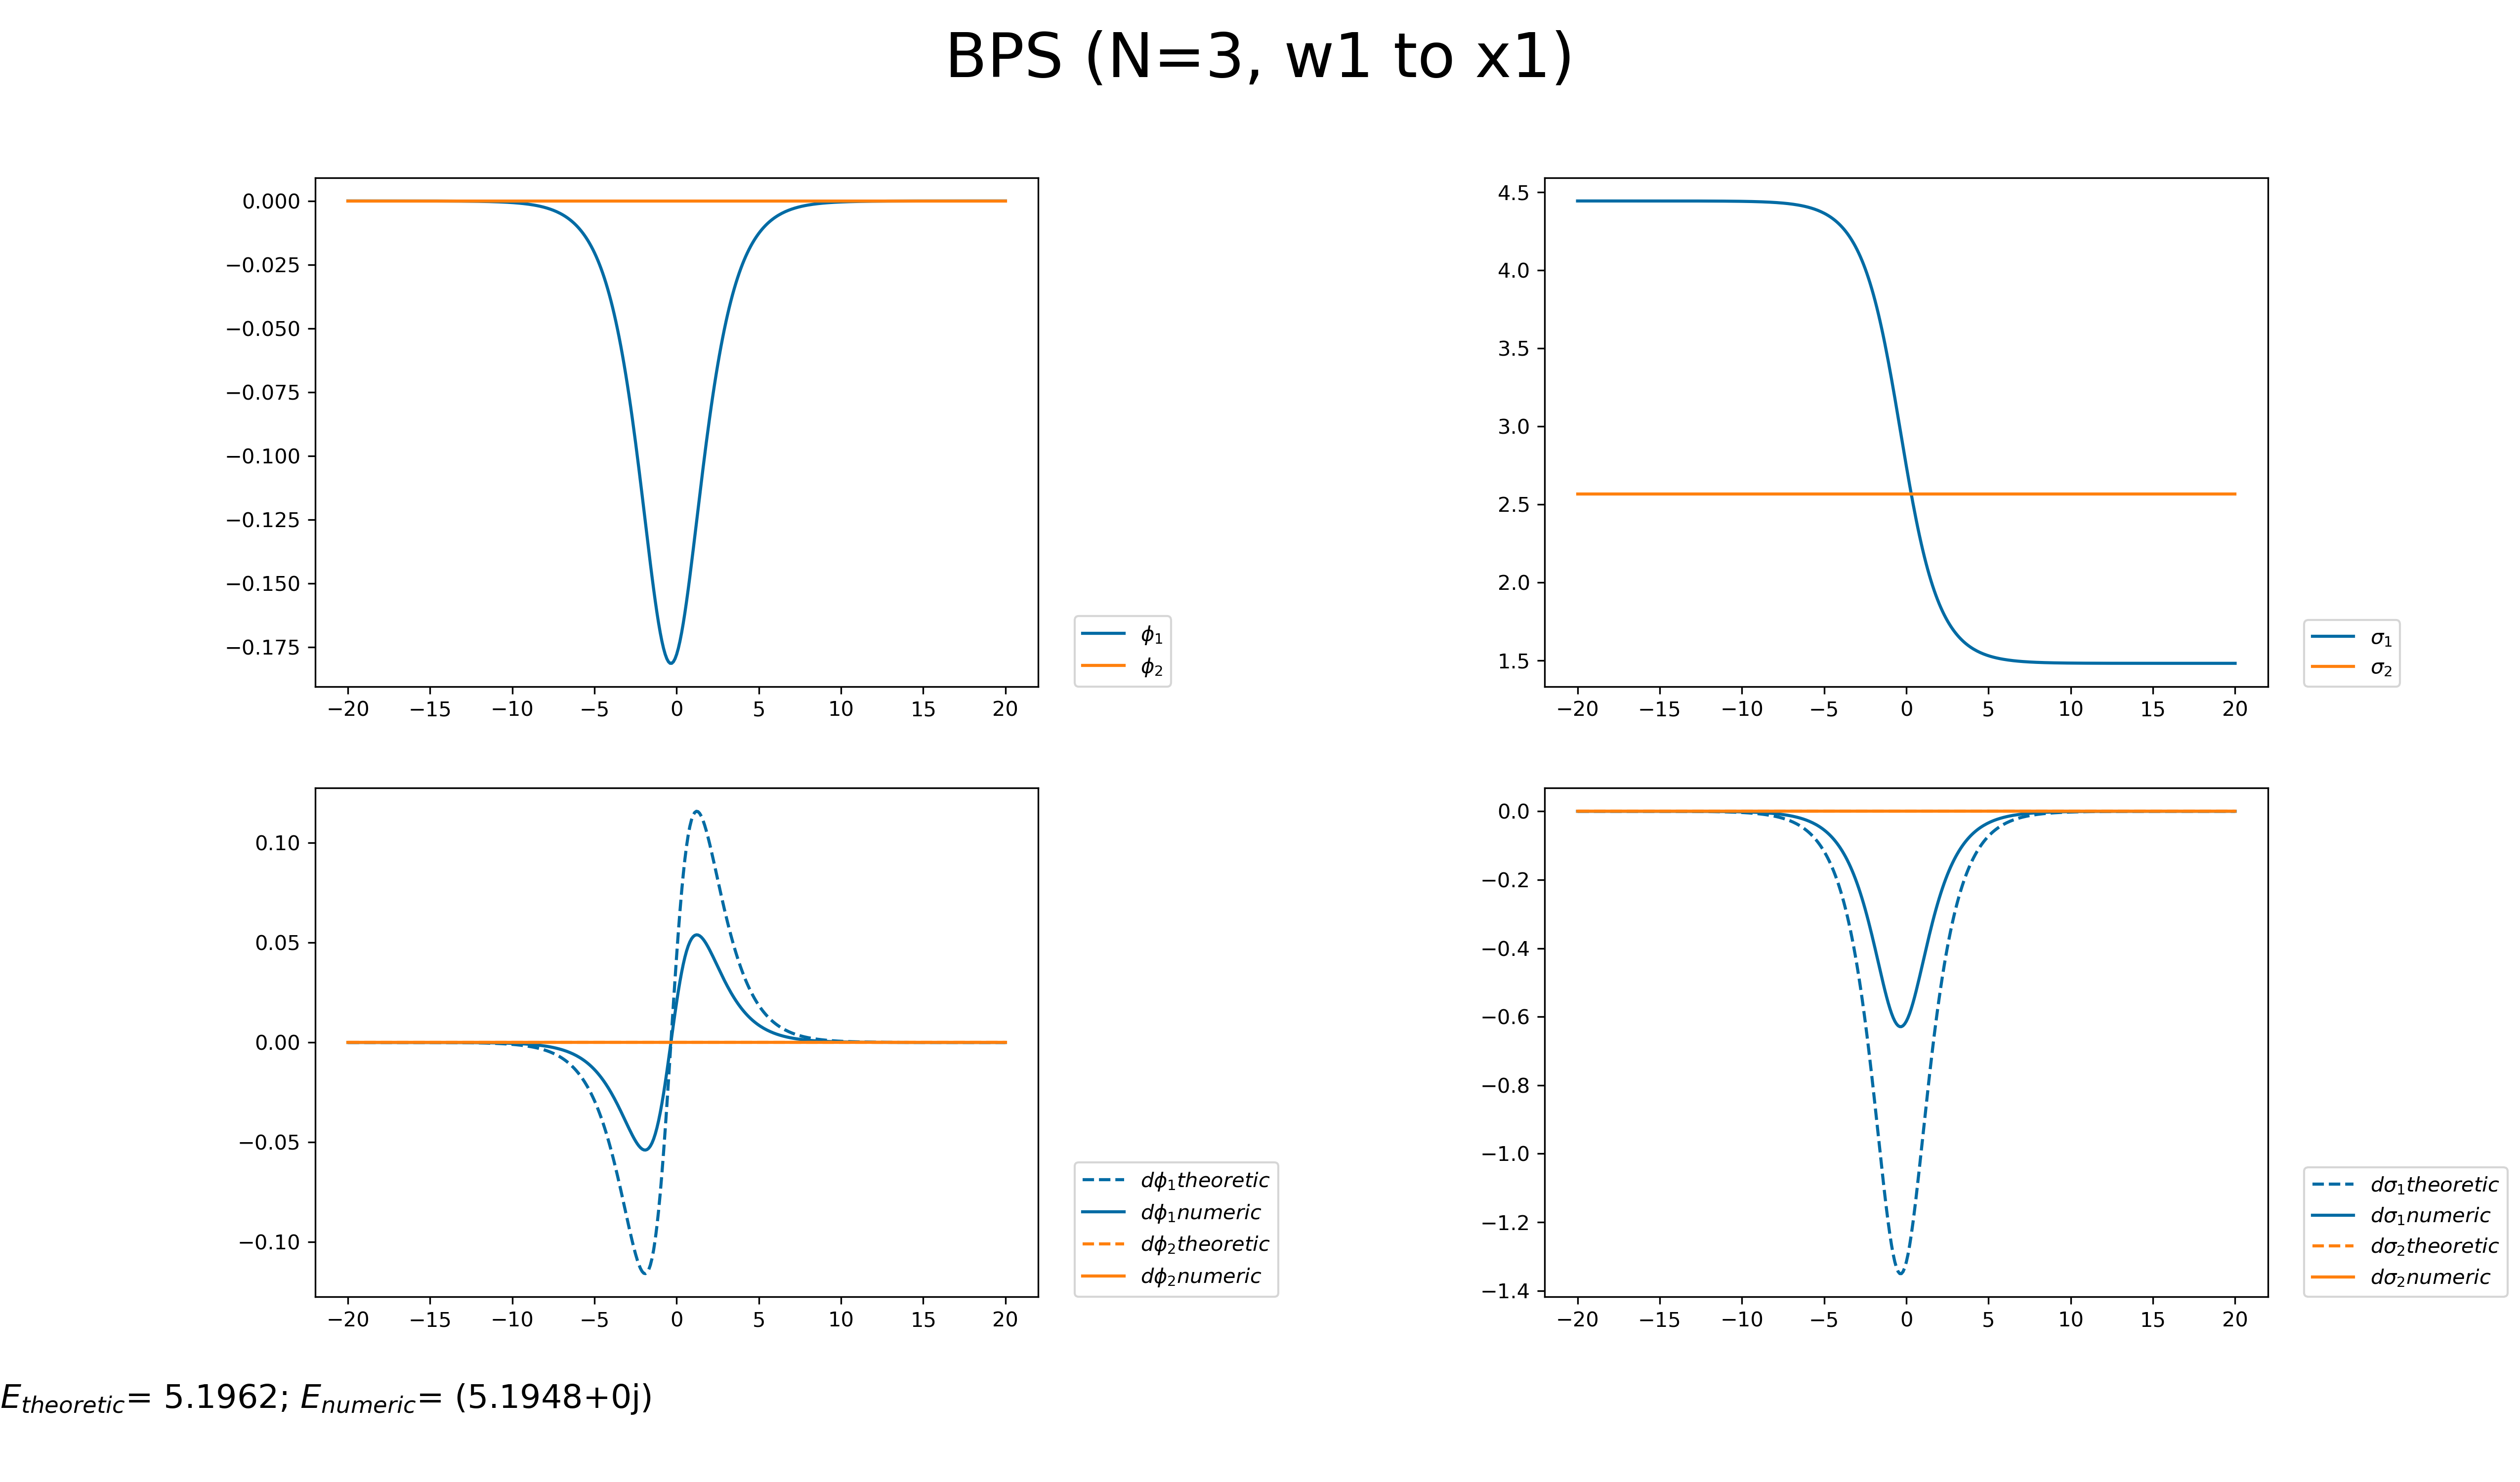 BPS (N=3, w1 to x1)
0.000
−0.025
−0.050
−0.075
−0.100
−0.125
−0.150
−0.175
−20 −15 −10 −5 0 5 10 15 20
ϕ₁
ϕ₂
4.5
4.0
3.5
3.0
2.5
2.0
1.5
−20 −15 −10 −5 0 5 10 15 20
σ₁
σ₂
0.10
0.05
0.00
−0.05
−0.10
−20 −15 −10 −5 0 5 10 15 20
dϕ₁theoretic
dϕ₁numeric
dϕ₂theoretic
dϕ₂numeric
0.0
−0.2
−0.4
−0.6
−0.8
−1.0
−1.2
−1.4
−20 −15 −10 −5 0 5 10 15 20
dσ₁theoretic
dσ₁numeric
dσ₂theoretic
dσ₂numeric
E_theoretic= 5.1962; E_numeric= (5.1948+0j)